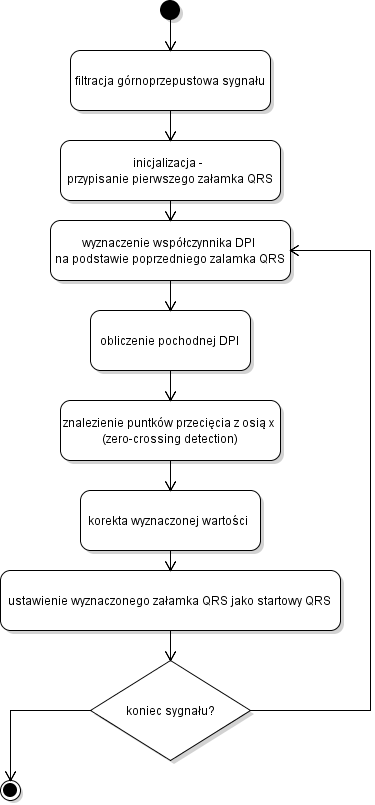 filtracja górnoprzepustowa sygnału
inicjalizacja -
przypisanie pierwszego załamka QRS
wyznaczenie współczynnika DPI
na podstawie poprzedniego zalamka QRS
obliczenie pochodnej DPI
znalezienie puntków przecięcia z osią x
(zero-crossing detection)
korekta wyznaczonej wartości
ustawienie wyznaczonego załamka QRS jako startowy QRS
koniec sygnału?